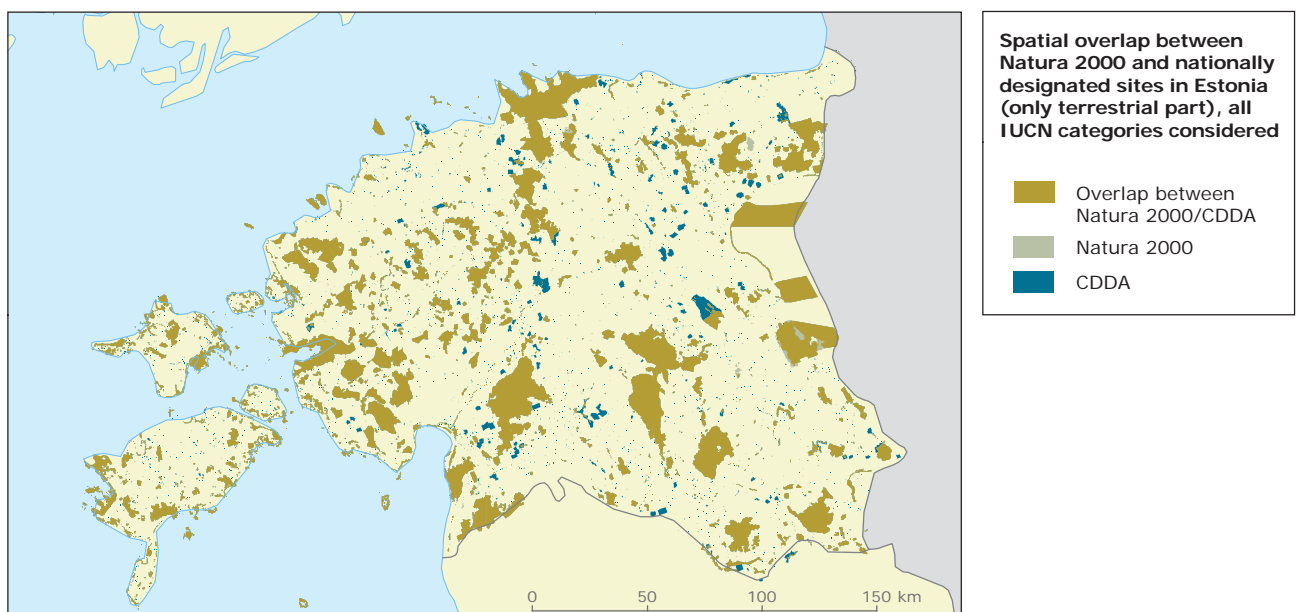 Spatial overlap between
Natura 2000 and nationally
designated sites in Estonia
(only terrestrial part), all
IUCN categories considered
Overlap between
Natura 2000/CDDA
Natura 2000
CDDA
0 50 100 150 km